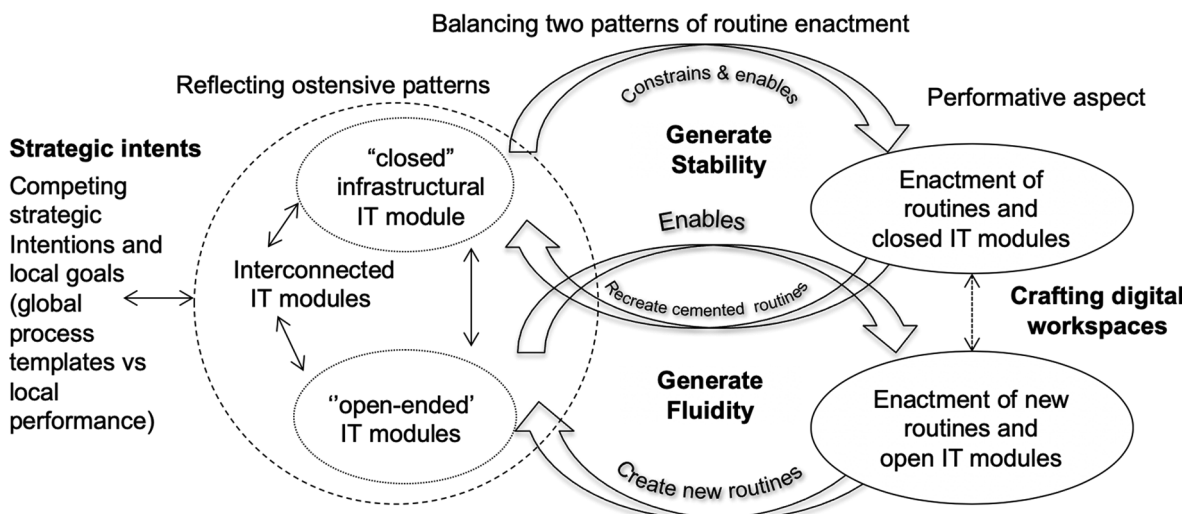 Balancing two patterns of routine enactment
Reflecting ostensive patterns
Constrains & enables
Performative aspect
Strategic intents
Competing
strategic
Intentions and
local goals
(global
process
templates vs
local
performance)
“closed”
infrastructural
IT module
Interconnected
IT modules
‘’open-ended’
IT modules
Generate
Stability
Enables
Recreate cemented routines
Generate
Fluidity
Create new routines
Enactment of
routines and
closed IT modules
Crafting digital
workspaces
Enactment of new
routines and
open IT modules